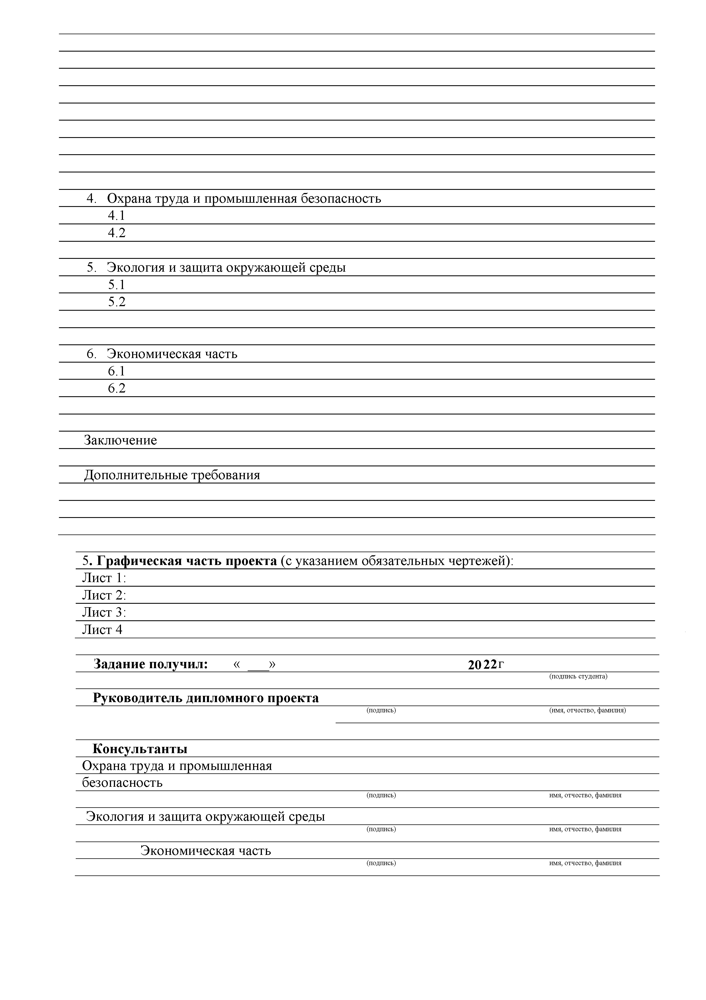 4. Охрана труда и промышленная безопасность
4.1
4.2
5. Экология и защита окружающей среды
5.1
5.2
6. Экономическая часть
6.1
6.2
Заключение
Дополнительные требования
5. Графическая часть проекта (с указанием обязательных чертежей):
Лист 1:
Лист 2:
Лист 3:
Лист 4
Задание получил: « ___» 2022г
(подпись студента)
Руководитель дипломного проекта
(подпись) (имя, отчество, фамилия)
Консультанты
Охрана труда и промышленная
безопасность
(подпись) имя, отчество, фамилия
Экология и защита окружающей среды
(подпись) имя, отчество, фамилия
Экономическая часть
(подпись) имя, отчество, фамилия